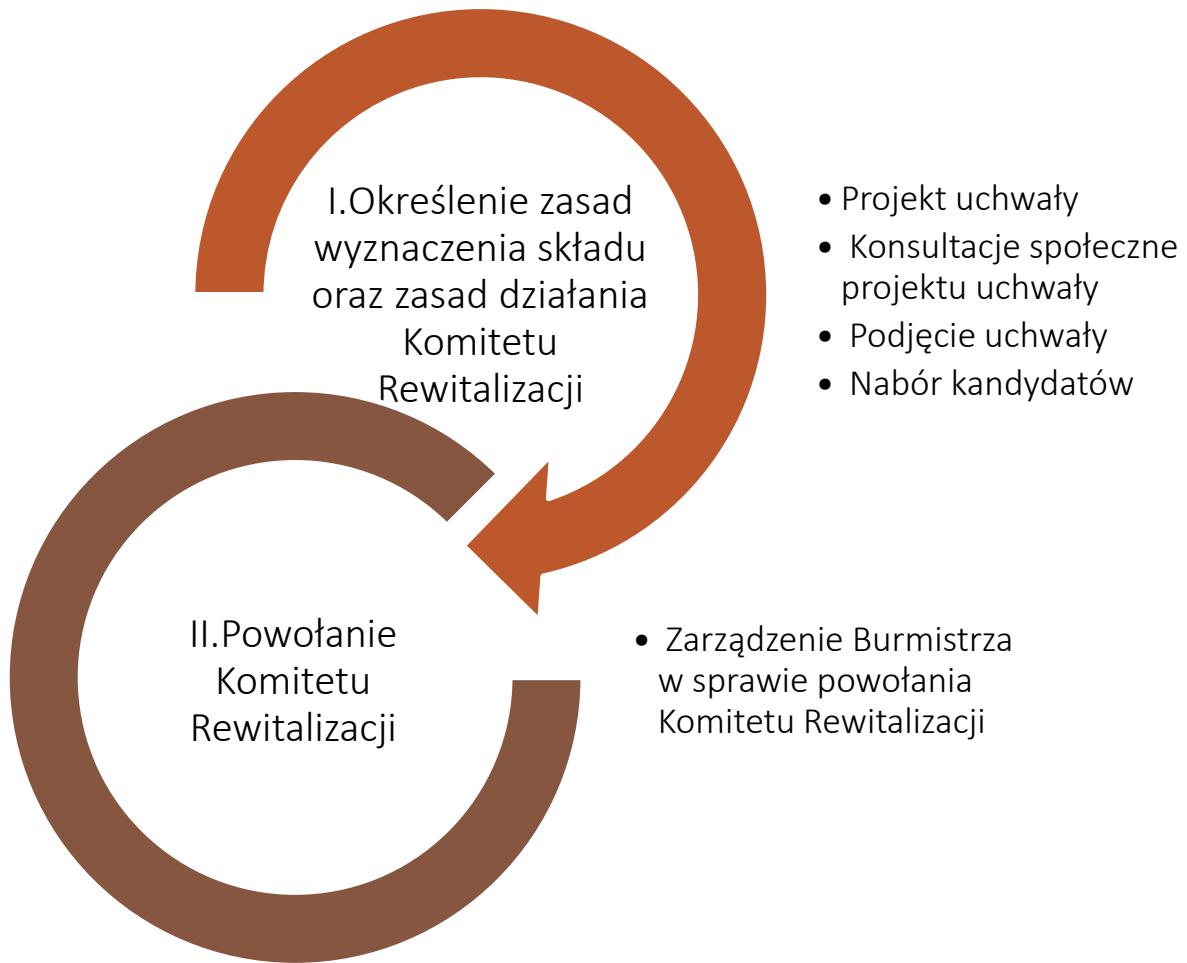 I.Określenie zasad
wyznaczenia składu
oraz zasad działania
Komitetu
Rewitalizacji
• Projekt uchwały
• Konsultacje społeczne
projektu uchwały
• Podjęcie uchwały
• Nabór kandydatów
II.Powołanie
Komitetu
Rewitalizacji
• Zarządzenie Burmistrza
w sprawie powołania
Komitetu Rewitalizacji